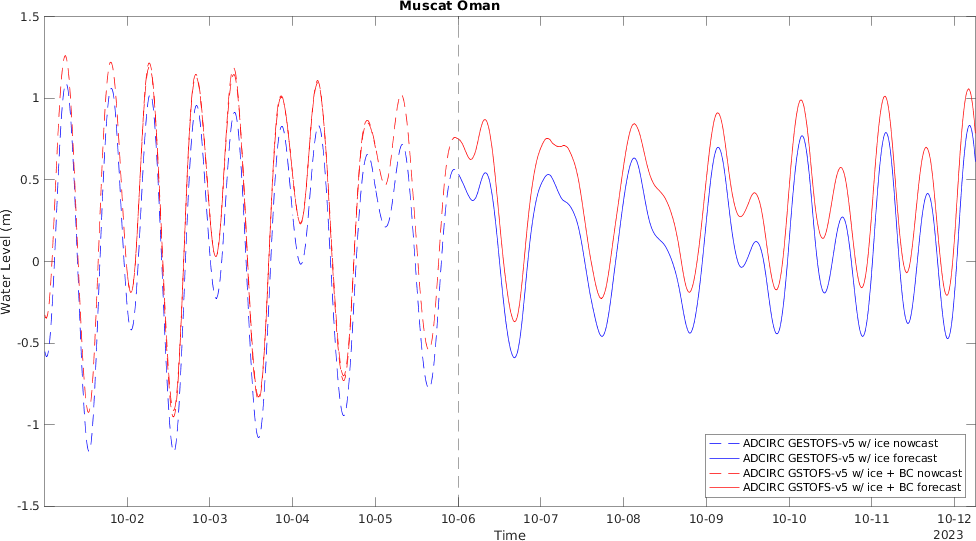 Muscat Oman
1.5
1
0.5
0
-0.5
-1
-1.5
Water Level (m)
10-02 10-03 10-04 10-05 10-06 10-07 10-08 10-09 10-10 10-11 10-12
Time
2023
ADCIRC GESTOFS-v5 w/ ice nowcast
ADCIRC GESTOFS-v5 w/ ice forecast
ADCIRC GSTOFS-v5 w/ ice + BC nowcast
ADCIRC GSTOFS-v5 w/ ice + BC forecast